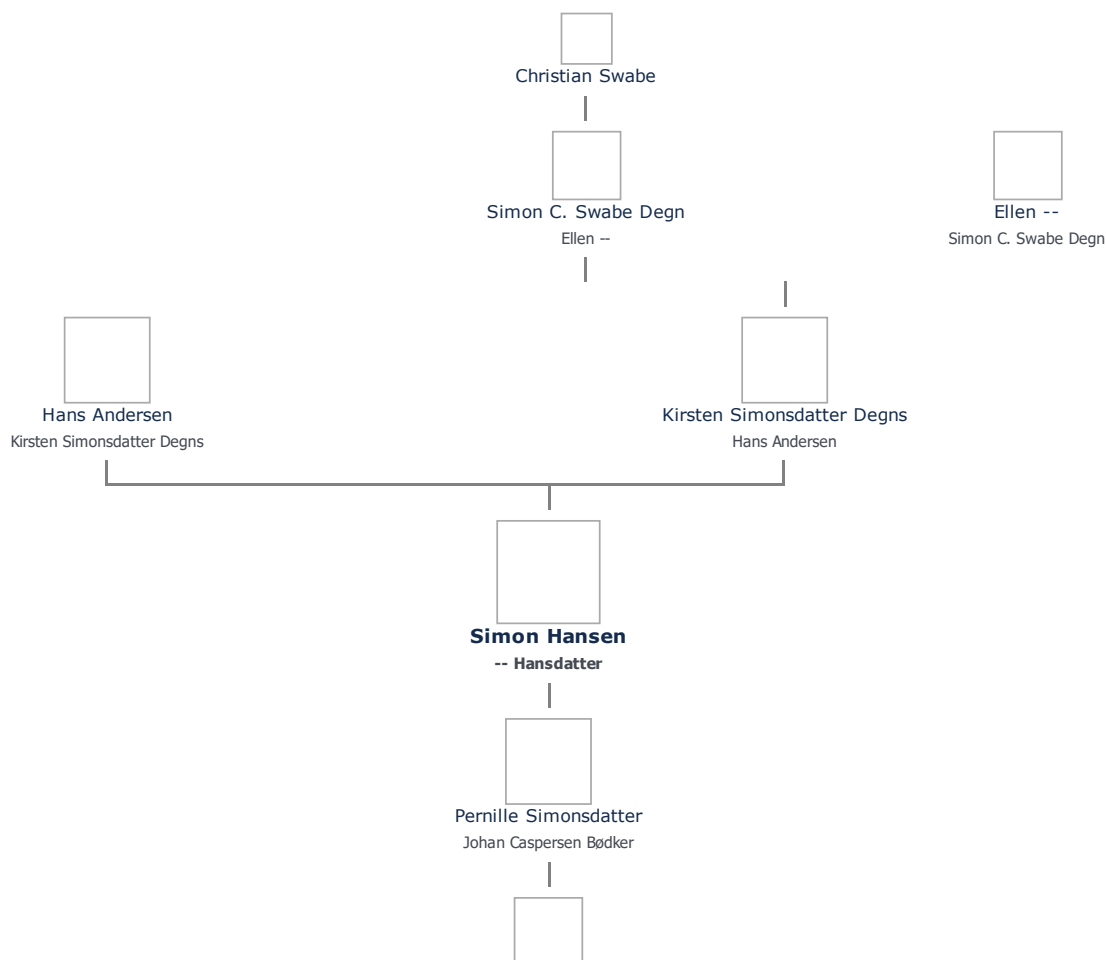 Christian Swabe
Simon C. Swabe Degn
Ellen --
Ellen --
Simon C. Swabe Degn
Hans Andersen
Kirsten Simonsdatter Degns
Kirsten Simonsdatter Degns
Hans Andersen
Simon Hansen
-- Hansdatter
Pernille Simonsdatter
Johan Caspersen Bødker